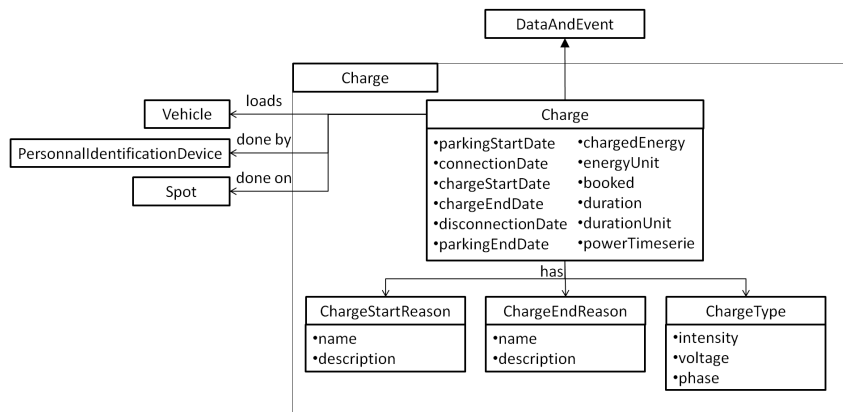 DataAndEvent
Charge
Vehicle
loads
PersonnalIdentificationDevice
done by
Spot
done on
Charge
•parkingStartDate
•connectionDate
•chargeStartDate
•chargeEndDate
•disconnectionDate
•parkingEndDate
•chargedEnergy
•energyUnit
•booked
•duration
•durationUnit
•powerTimeserie
has
ChargeStartReason
•name
•description
ChargeEndReason
•name
•description
ChargeType
•intensity
•voltage
•phase